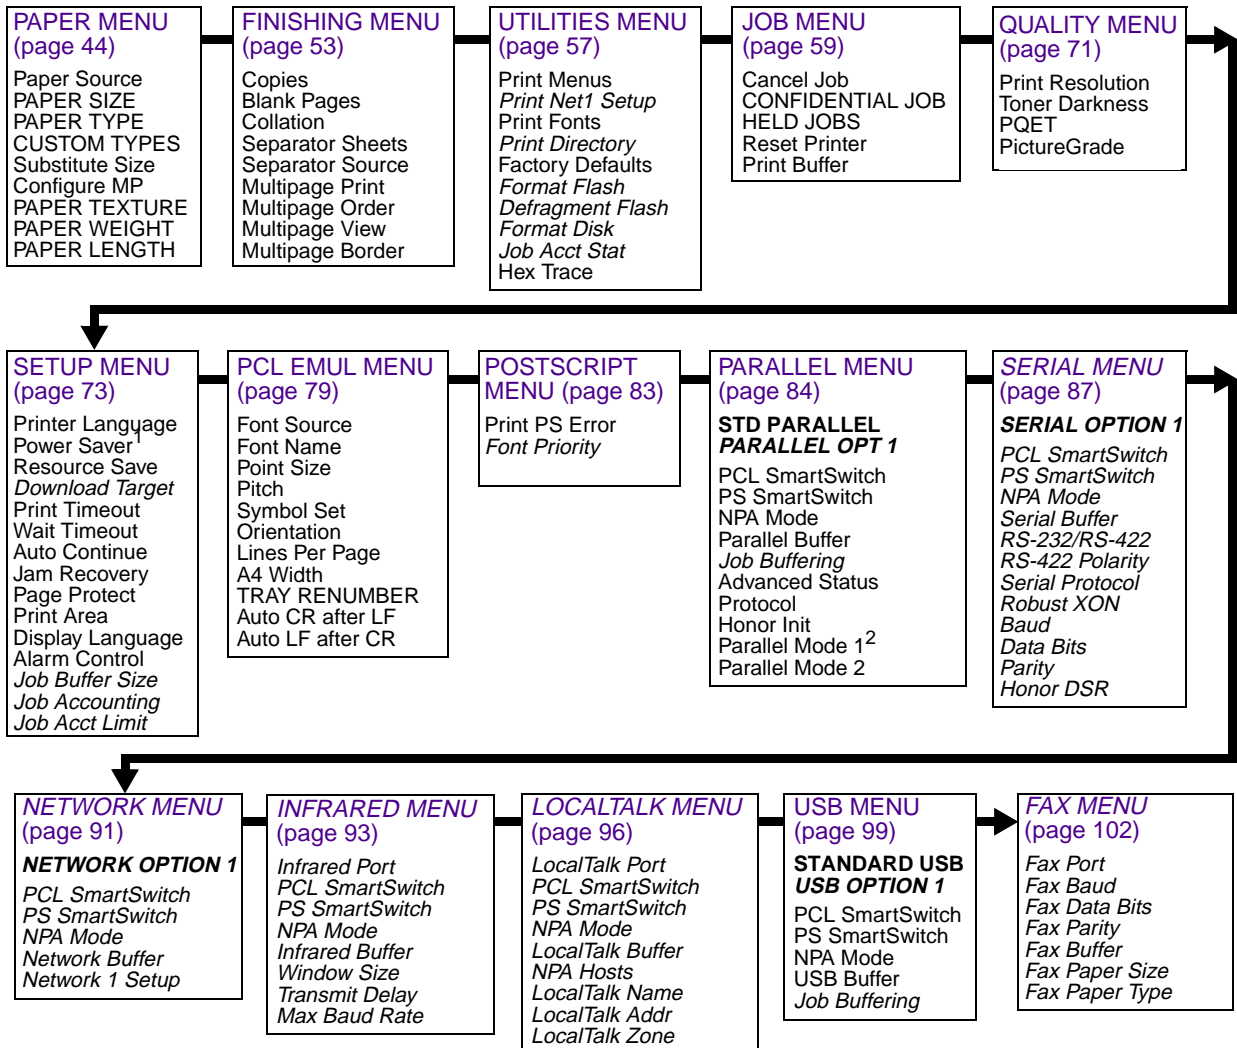 PAPER MENU
(page 44)
Paper Source
PAPER SIZE
PAPER TYPE
CUSTOM TYPES
Substitute Size
Configure MP
PAPER TEXTURE
PAPER WEIGHT
PAPER LENGTH
FINISHING MENU
(page 53)
Copies
Blank Pages
Collation
Separator Sheets
Separator Source
Multipage Print
Multipage Order
Multipage View
Multipage Border
UTILITIES MENU
(page 57)
Print Menus
Print Net1 Setup
Print Fonts
Print Directory
Factory Defaults
Format Flash
Defragment Flash
Format Disk
Job Acct Stat
Hex Trace
JOB MENU
(page 59)
Cancel Job
CONFIDENTIAL JOB
HELD JOBS
Reset Printer
Print Buffer
QUALITY MENU
(page 71)
Print Resolution
Toner Darkness
PQET
PictureGrade
SETUP MENU
(page 73)
Printer Language
Power Saver1
Resource Save
Download Target
Print Timeout
Wait Timeout
Auto Continue
Jam Recovery
Page Protect
Print Area
Display Language
Alarm Control
Job Buffer Size
Job Accounting
Job Acct Limit
PCL EMUL MENU
(page 79)
Font Source
Font Name
Point Size
Pitch
Symbol Set
Orientation
Lines Per Page
A4 Width
TRAY RENUMBER
Auto CR after LF
Auto LF after CR
POSTSCRIPT
MENU (page 83)
Print PS Error
Font Priority
PARALLEL MENU
(page 84)
STD PARALLEL
PARALLEL OPT 1
PCL SmartSwitch
PS SmartSwitch
NPA Mode
Parallel Buffer
Job Buffering
Advanced Status
Protocol
Honor Init
Parallel Mode 12
Parallel Mode 2
SERIAL MENU
(page 87)
SERIAL OPTION 1
PCL SmartSwitch
PS SmartSwitch
NPA Mode
Serial Buffer
RS-232/RS-422
RS-422 Polarity
Serial Protocol
Robust XON
Baud
Data Bits
Parity
Honor DSR
NETWORK MENU
(page 91)
NETWORK OPTION 1
PCL SmartSwitch
PS SmartSwitch
NPA Mode
Network Buffer
Network 1 Setup
INFRARED MENU
(page 93)
Infrared Port
PCL SmartSwitch
PS SmartSwitch
NPA Mode
Infrared Buffer
Window Size
Transmit Delay
Max Baud Rate
LOCALTALK MENU
(page 96)
LocalTalk Port
PCL SmartSwitch
PS SmartSwitch
NPA Mode
LocalTalk Buffer
NPA Hosts
LocalTalk Name
LocalTalk Addr
LocalTalk Zone
USB MENU
(page 99)
STANDARD USB
USB OPTION 1
PCL SmartSwitch
PS SmartSwitch
NPA Mode
USB Buffer
Job Buffering
FAX MENU
(page 102)
Fax Port
Fax Baud
Fax Data Bits
Fax Parity
Fax Buffer
Fax Paper Size
Fax Paper Type